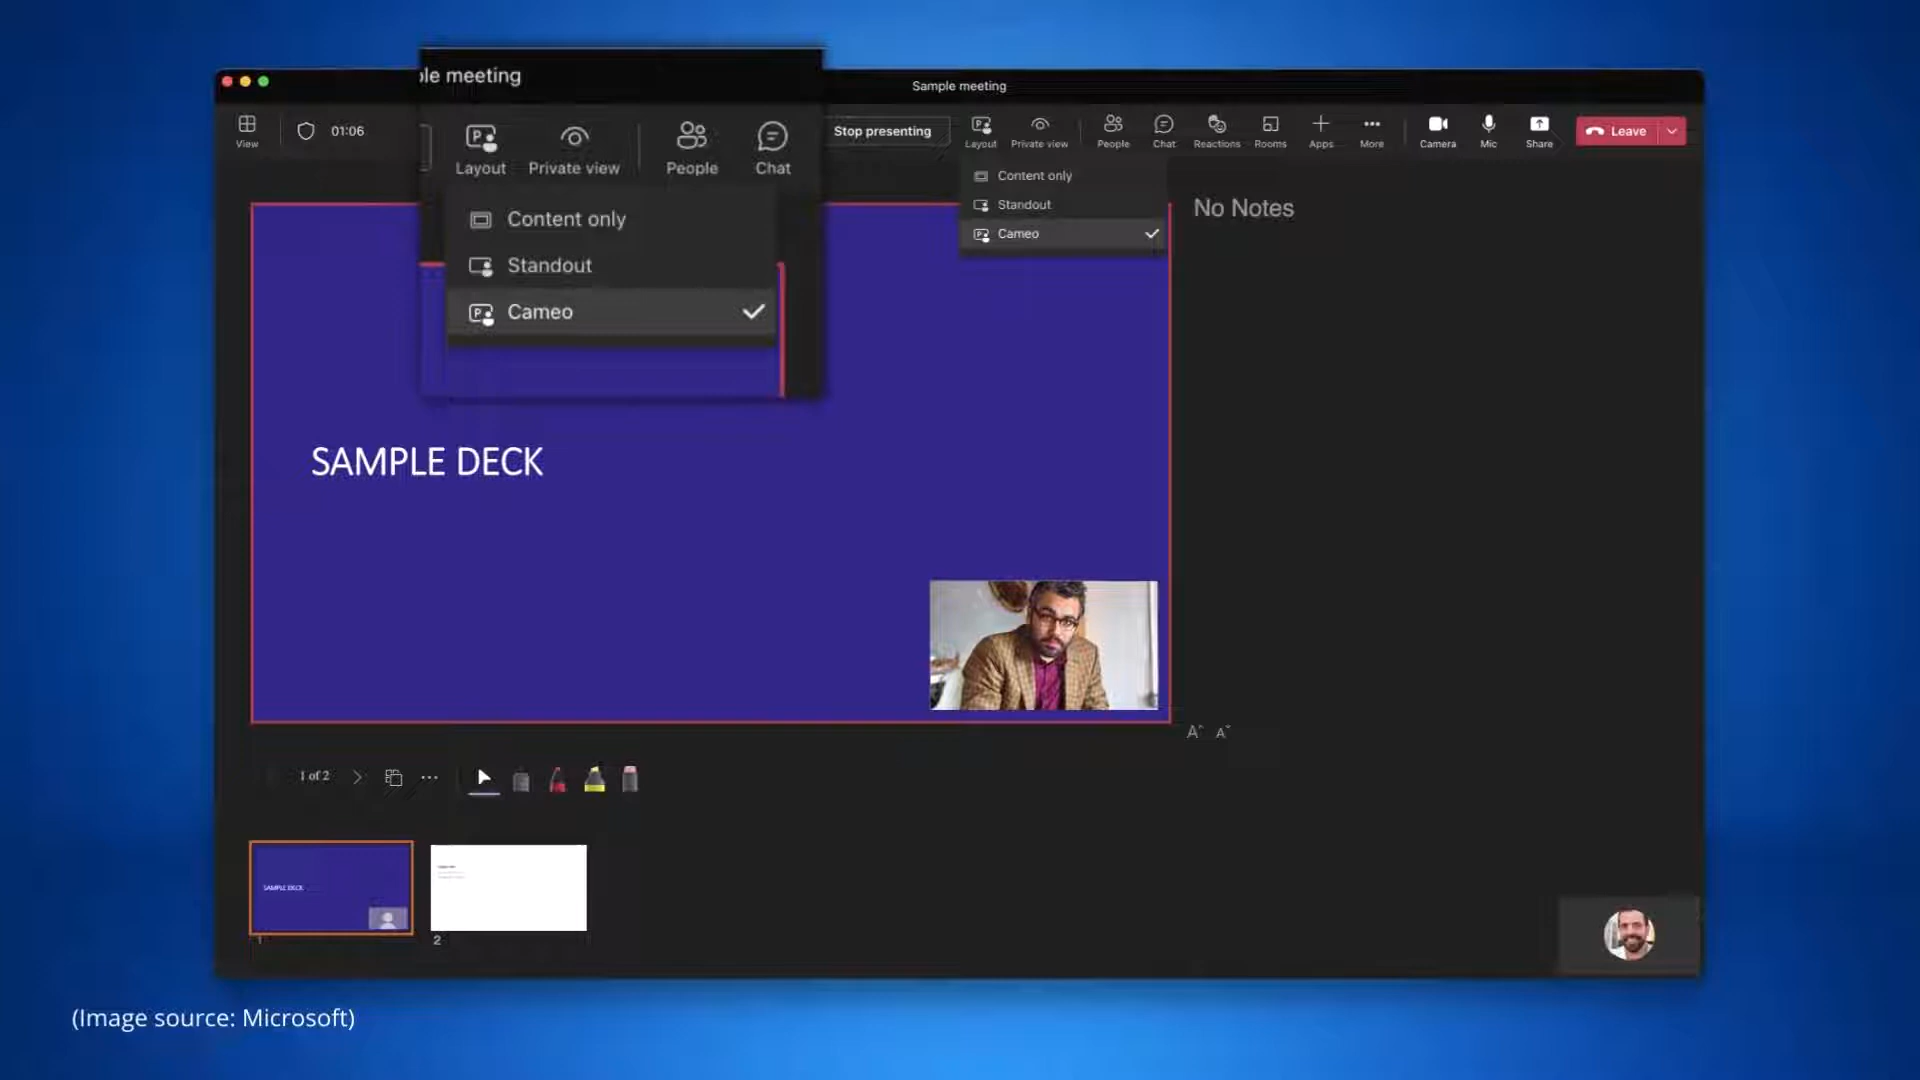 Sample meeting
View
01:06
Stop presenting
Layout
Private view
People
Chat
Reactions
Rooms
Apps
More
Camera
Mic
Share
Leave
le meeting
Layout
Private view
People
Chat
Content only
Standout
Cameo
Content only
Standout
Cameo
No Notes
SAMPLE DECK
A A
1 of 2
SAMPLE DECK
1
2
(Image source: Microsoft)